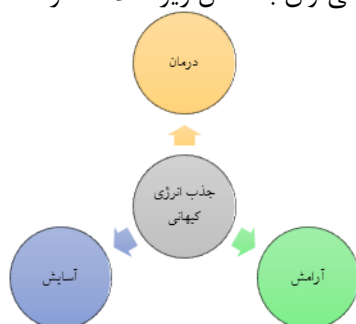 درمان
جذب انرژی
کیهانی
آسایش
آرامش